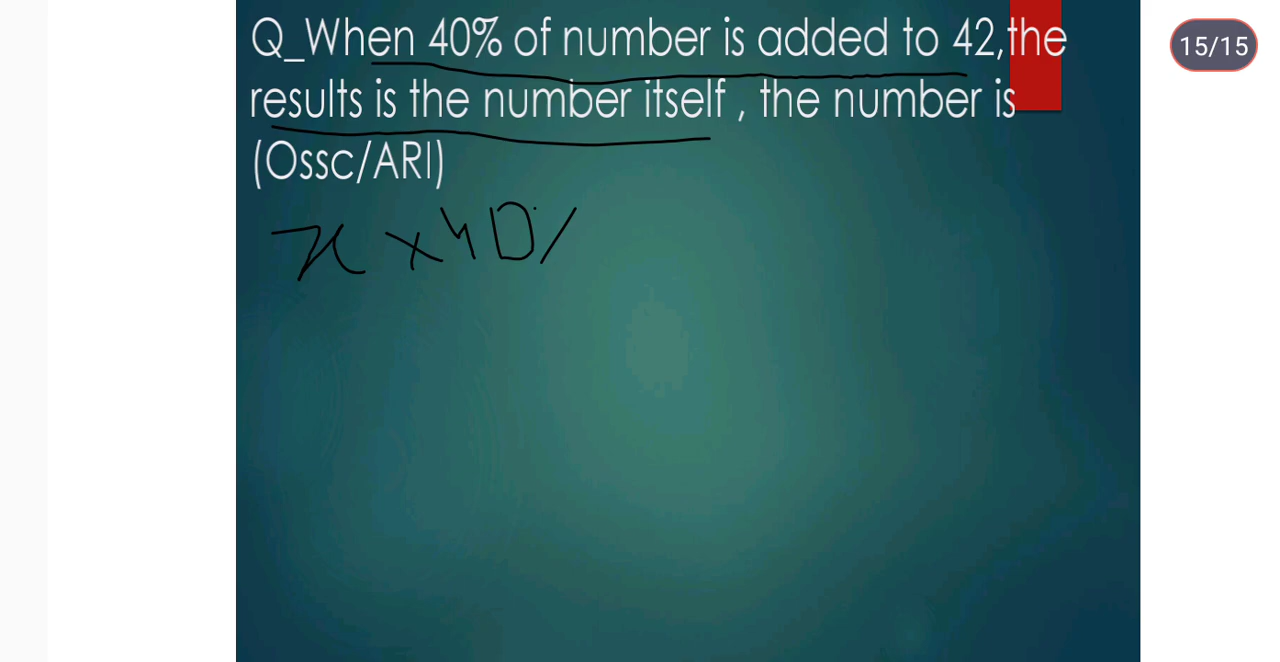 Q_When 40% of number is added to 42,the
15/15
results is the number itself , the number is
(Ossc/ARI)
x × 40%